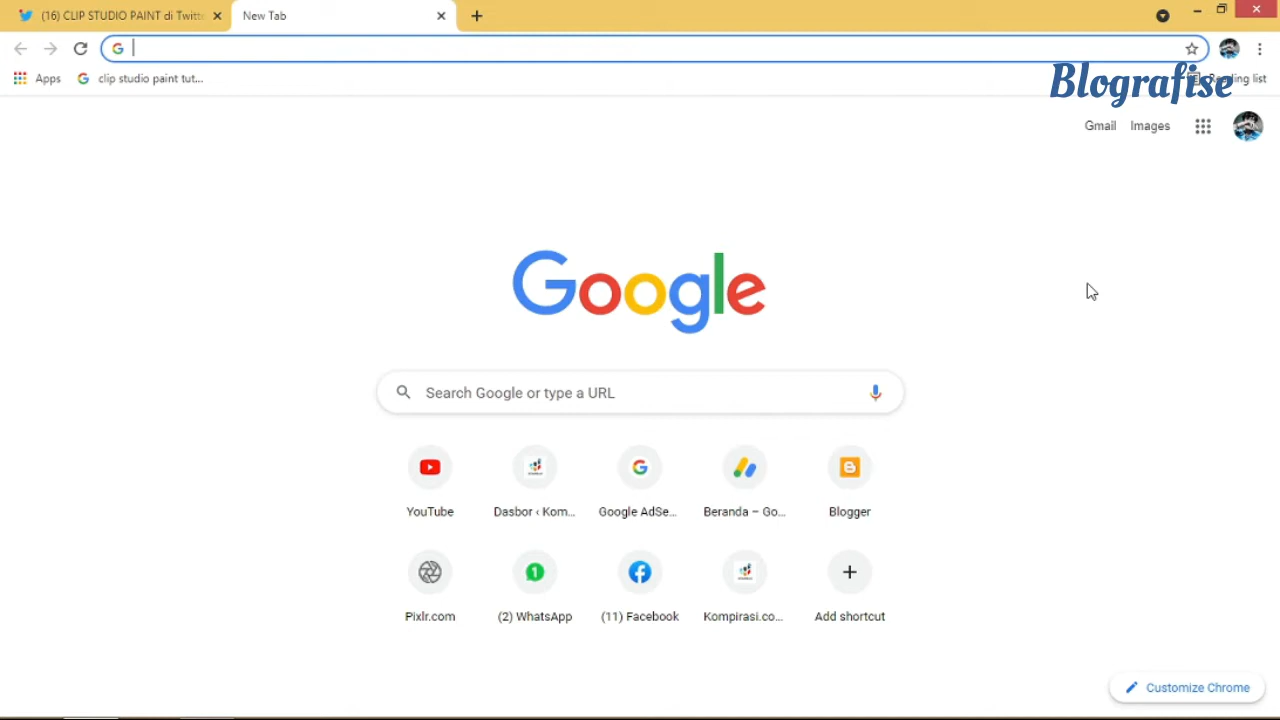 (16) CLIP STUDIO PAINT di Twitt
New Tab
Apps
clip studio paint tut...
Reading list
Blografise
Gmail
Images
Google
Search Google or type a URL
YouTube
Dasbor ‹ Kom...
Google AdSe...
Beranda – Go...
Blogger
Pixlr.com
(2) WhatsApp
(11) Facebook
Kompirasi.co...
Add shortcut
Customize Chrome